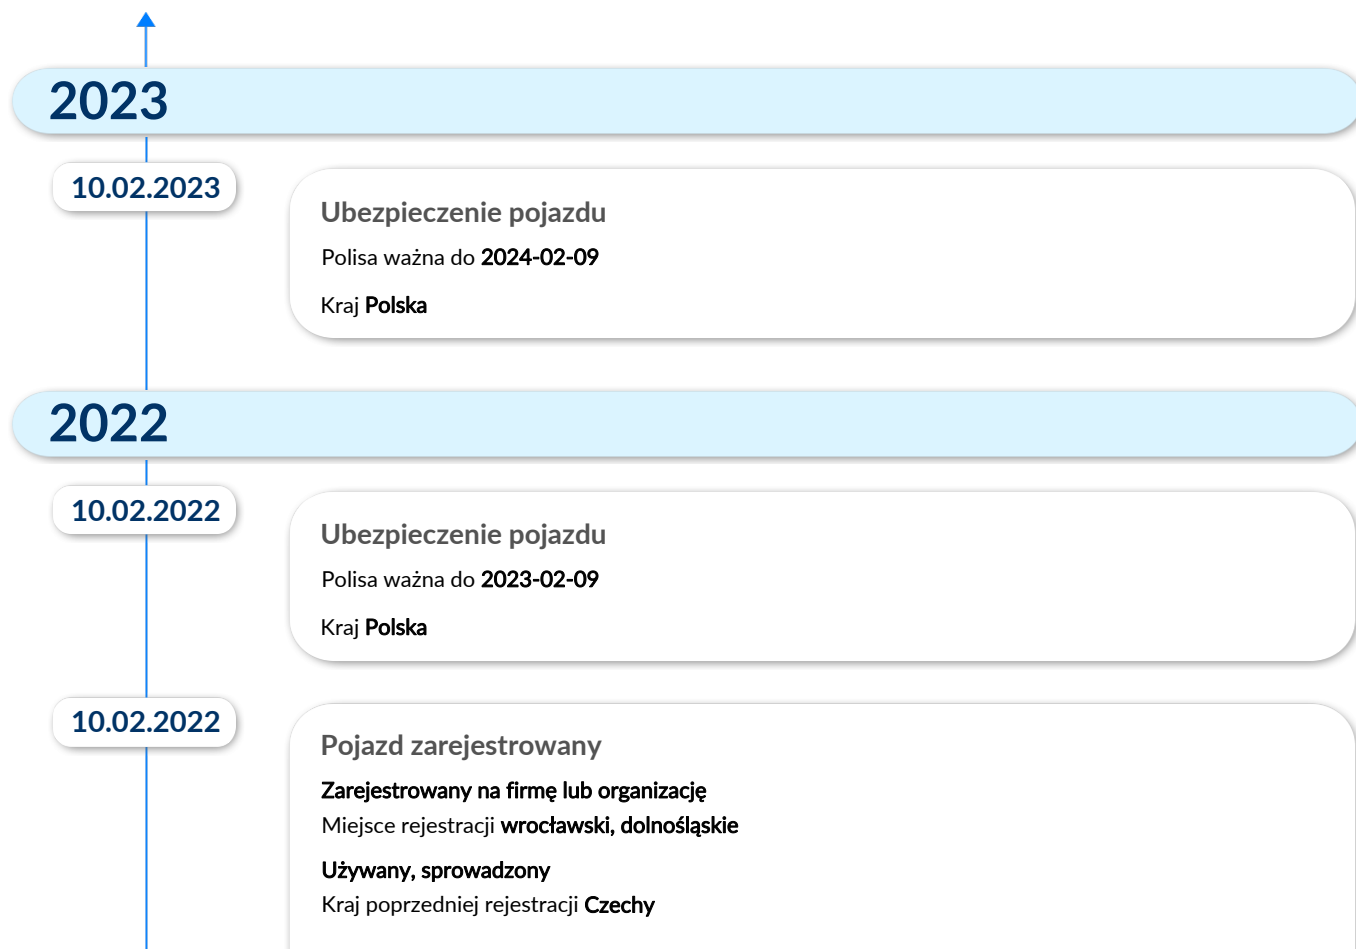 2023
10.02.2023
Ubezpieczenie pojazdu
Polisa ważna do 2024-02-09
Kraj Polska
2022
10.02.2022
Ubezpieczenie pojazdu
Polisa ważna do 2023-02-09
Kraj Polska
10.02.2022
Pojazd zarejestrowany
Zarejestrowany na firmę lub organizację
Miejsce rejestracji wrocławski, dolnośląskie
Używany, sprowadzony
Kraj poprzedniej rejestracji Czechy